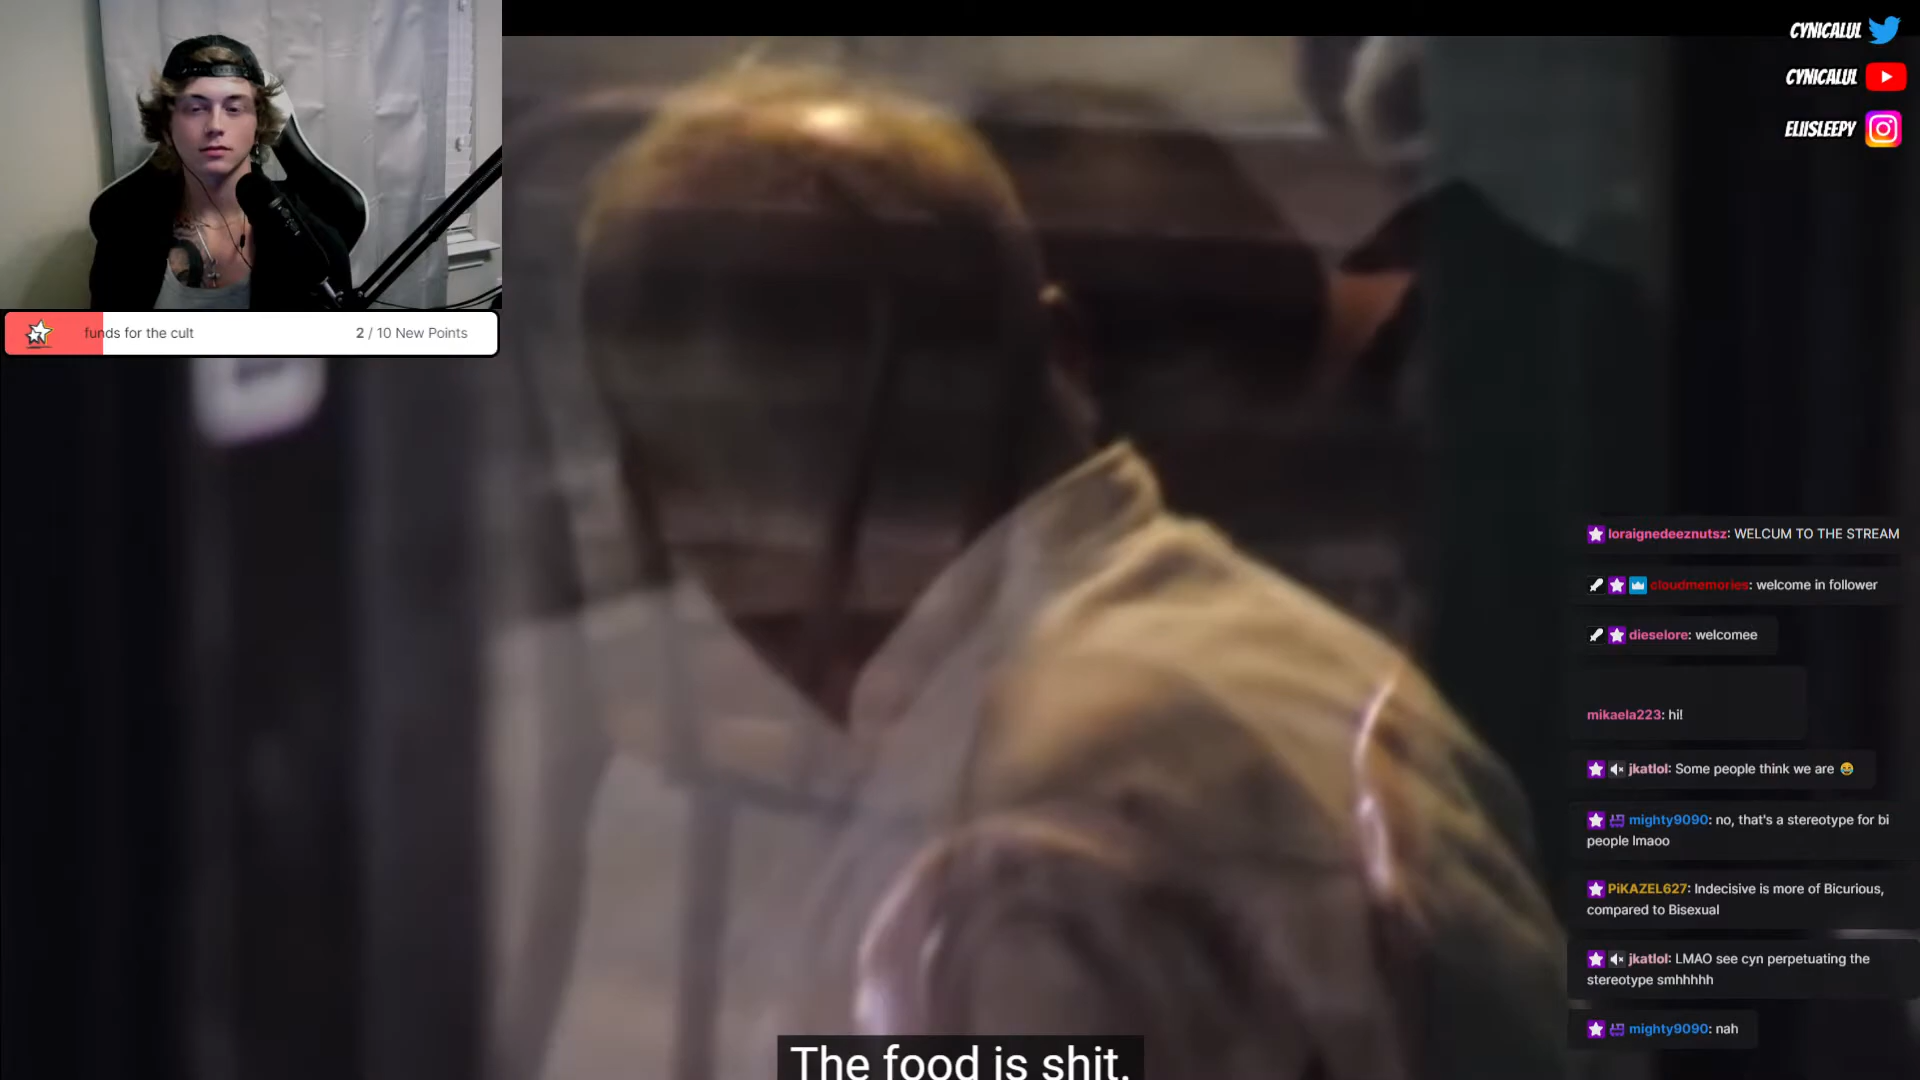 CYNICALUL
CYNICALUL
ELIISLEEPY
funds for the cult 2 / 10 New Points
loraignedeeznutsz: WELCUM TO THE STREAM
cloudmemories: welcome in follower
dieselore: welcomee
mikaela223: hi!
jkatlol: Some people think we are 😂
mighty9090: no, that's a stereotype for bi
people lmaoo
PiKAZEL627: Indecisive is more of Bicurious,
compared to Bisexual
jkatlol: LMAO see cyn perpetuating the
stereotype smhhhhh
mighty9090: nah
The food is shit.